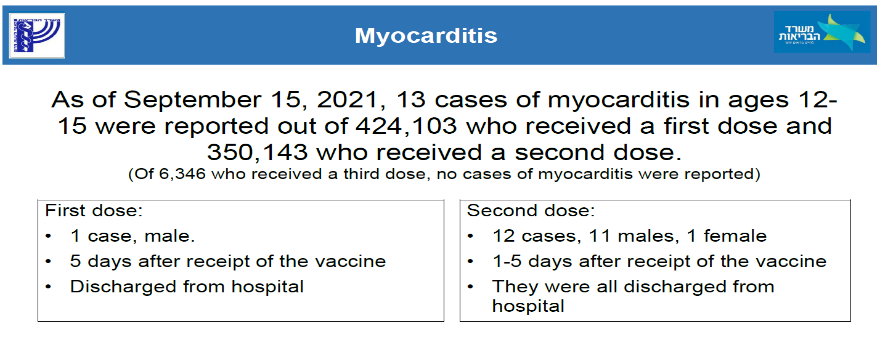 Myocarditis
משרד
הבריאות
As of September 15, 2021, 13 cases of myocarditis in ages 12-
15 were reported out of 424,103 who received a first dose and
350,143 who received a second dose.
(Of 6,346 who received a third dose, no cases of myocarditis were reported)
First dose:
• 1 case, male.
• 5 days after receipt of the vaccine
• Discharged from hospital
Second dose:
• 12 cases, 11 males, 1 female
• 1-5 days after receipt of the vaccine
• They were all discharged from
hospital